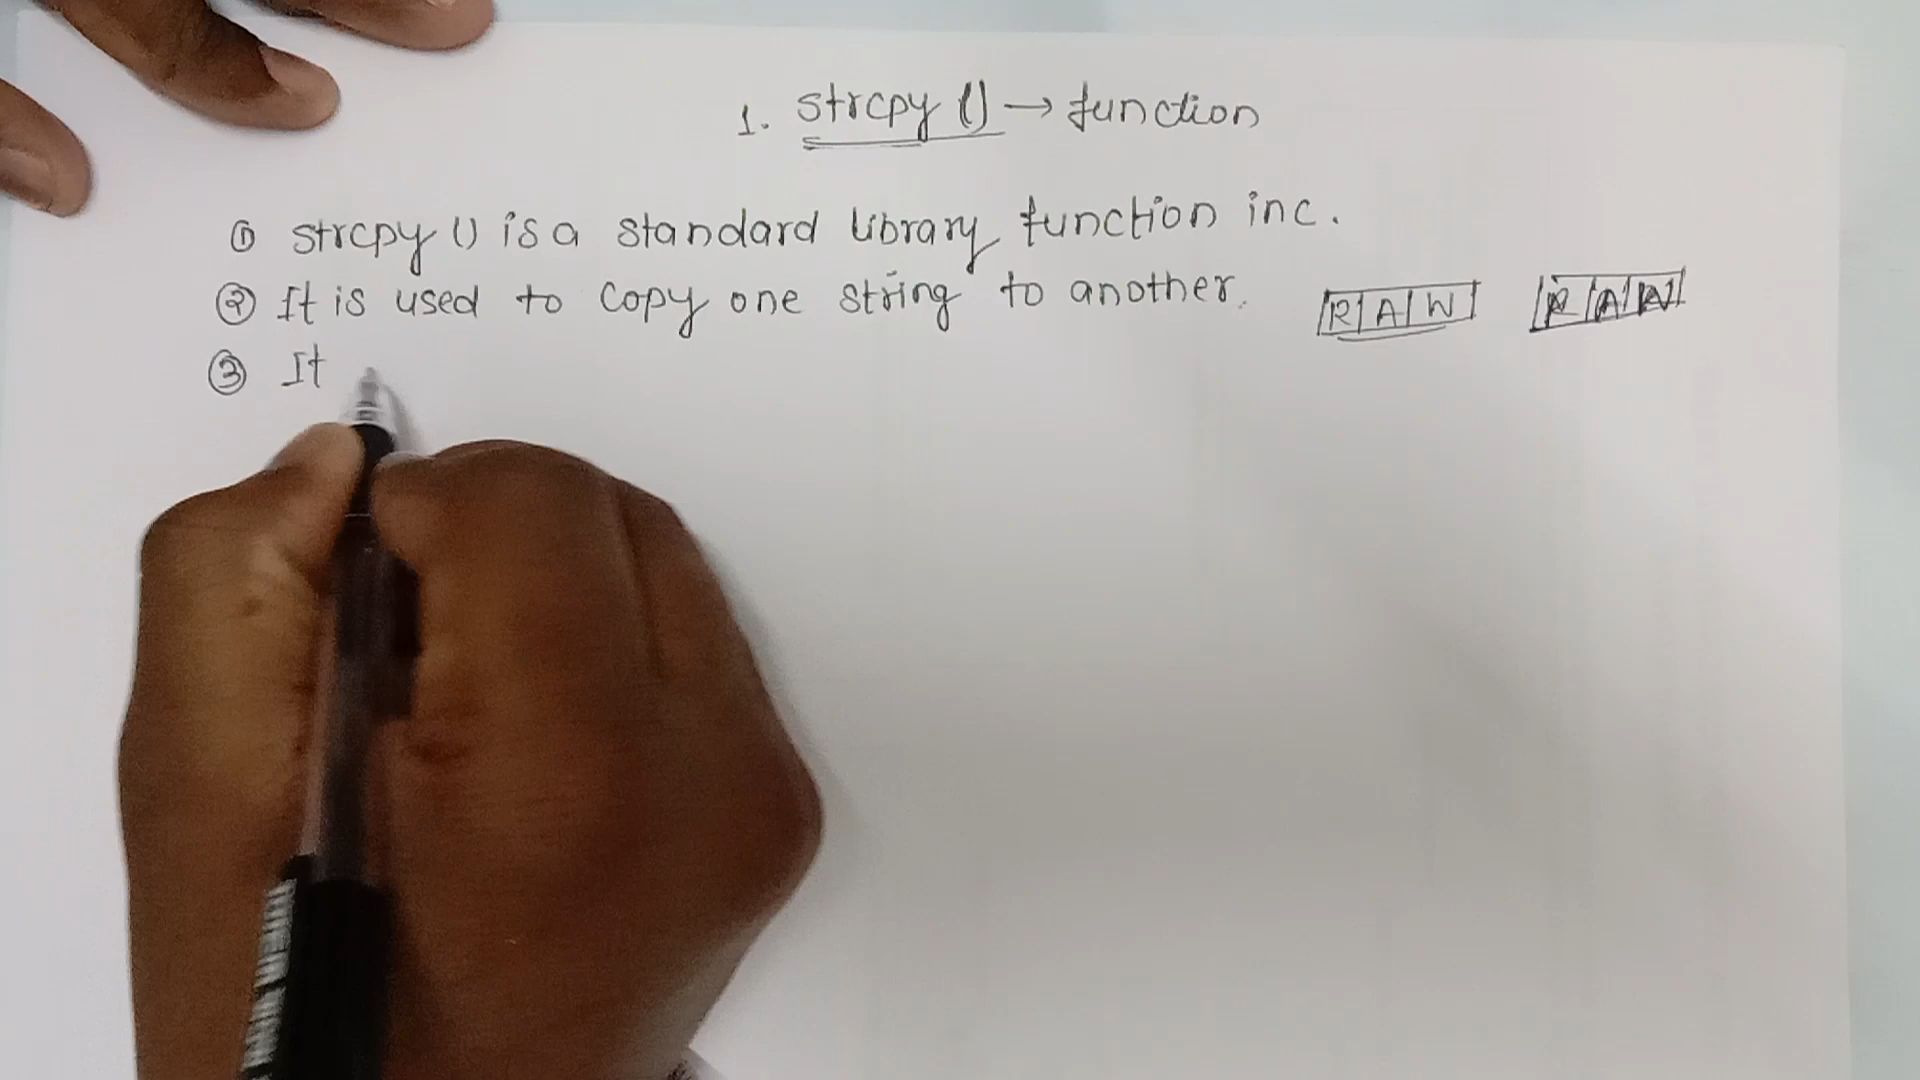 1. strcpy () → function
① strcpy () is a standard library function in c.
② It is used to copy one string to another. R A W R A W
③ It